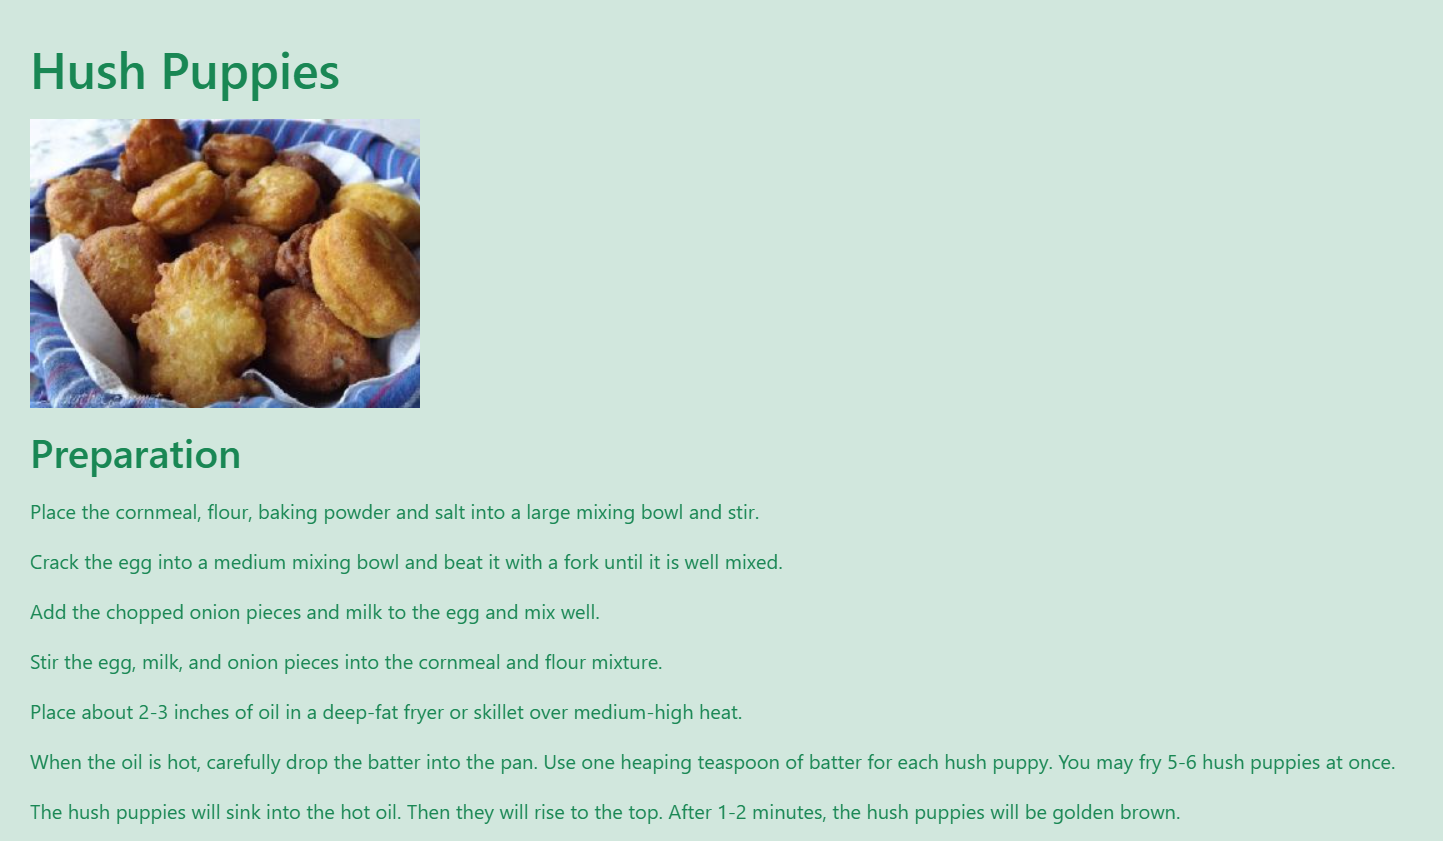 Hush Puppies
Preparation
Place the cornmeal, flour, baking powder and salt into a large mixing bowl and stir.
Crack the egg into a medium mixing bowl and beat it with a fork until it is well mixed.
Add the chopped onion pieces and milk to the egg and mix well.
Stir the egg, milk, and onion pieces into the cornmeal and flour mixture.
Place about 2-3 inches of oil in a deep-fat fryer or skillet over medium-high heat.
When the oil is hot, carefully drop the batter into the pan. Use one heaping teaspoon of batter for each hush puppy. You may fry 5-6 hush puppies at once.
The hush puppies will sink into the hot oil. Then they will rise to the top. After 1-2 minutes, the hush puppies will be golden brown.